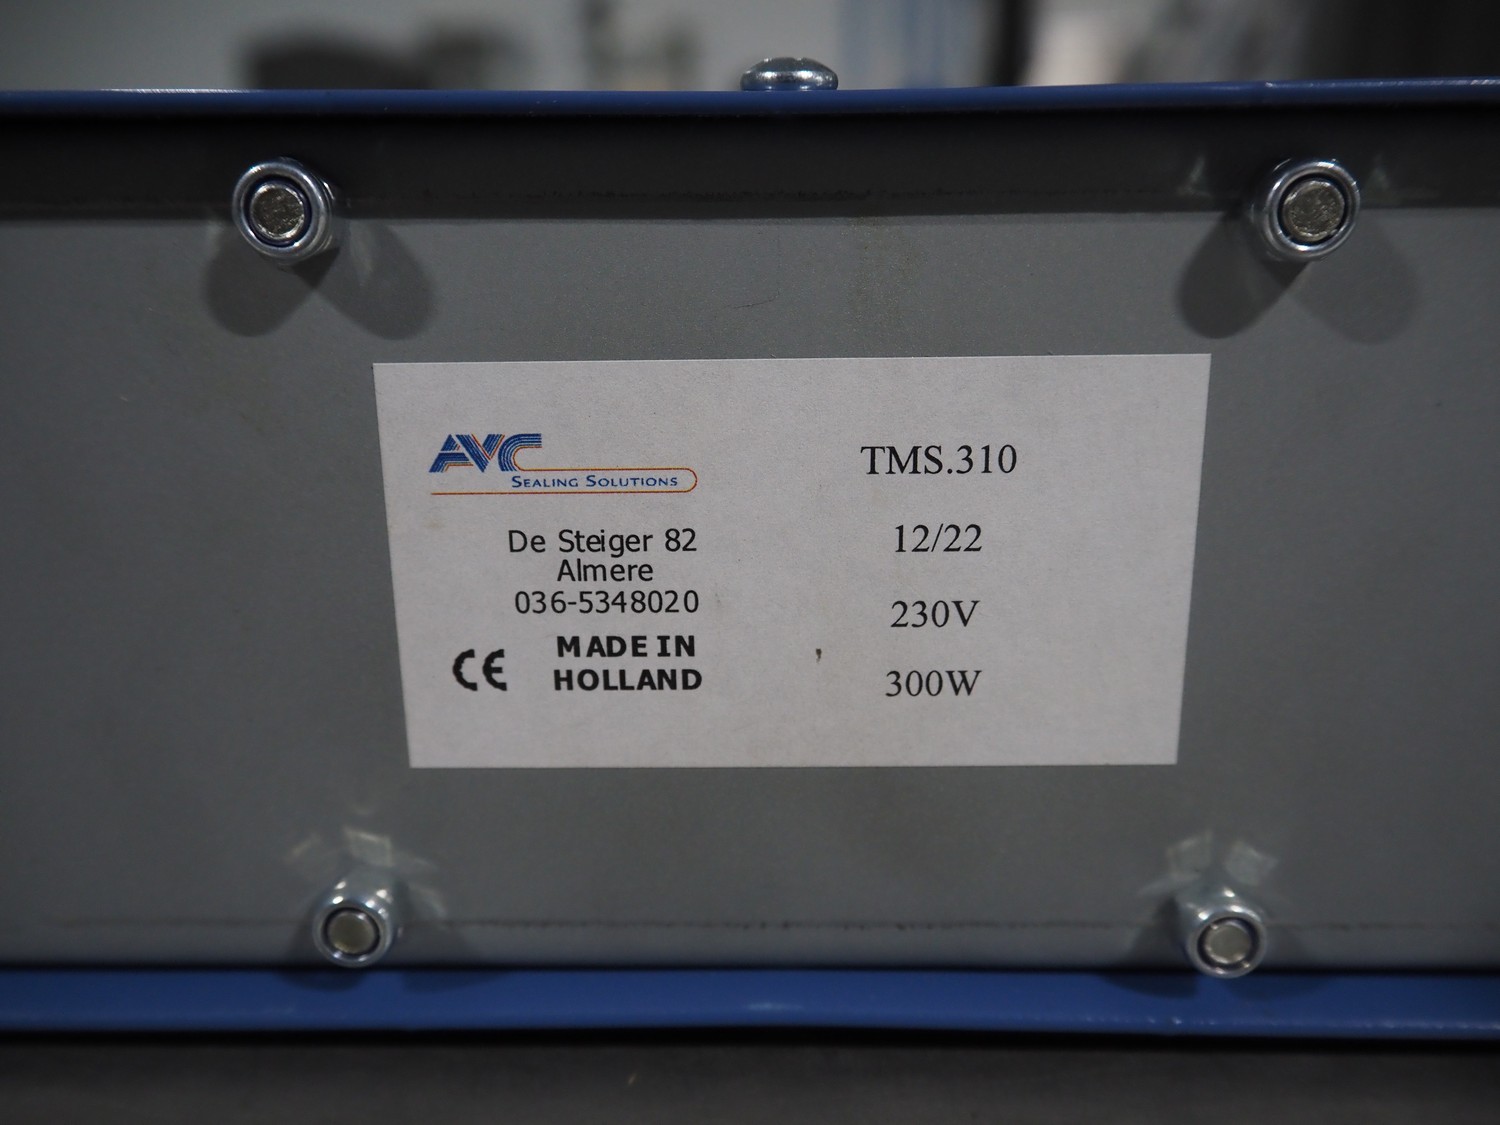 AVC
SEALING SOLUTIONS
De Steiger 82
Almere
036-5348020
CE
MADE IN
HOLLAND
TMS.310
12/22
230V
300W